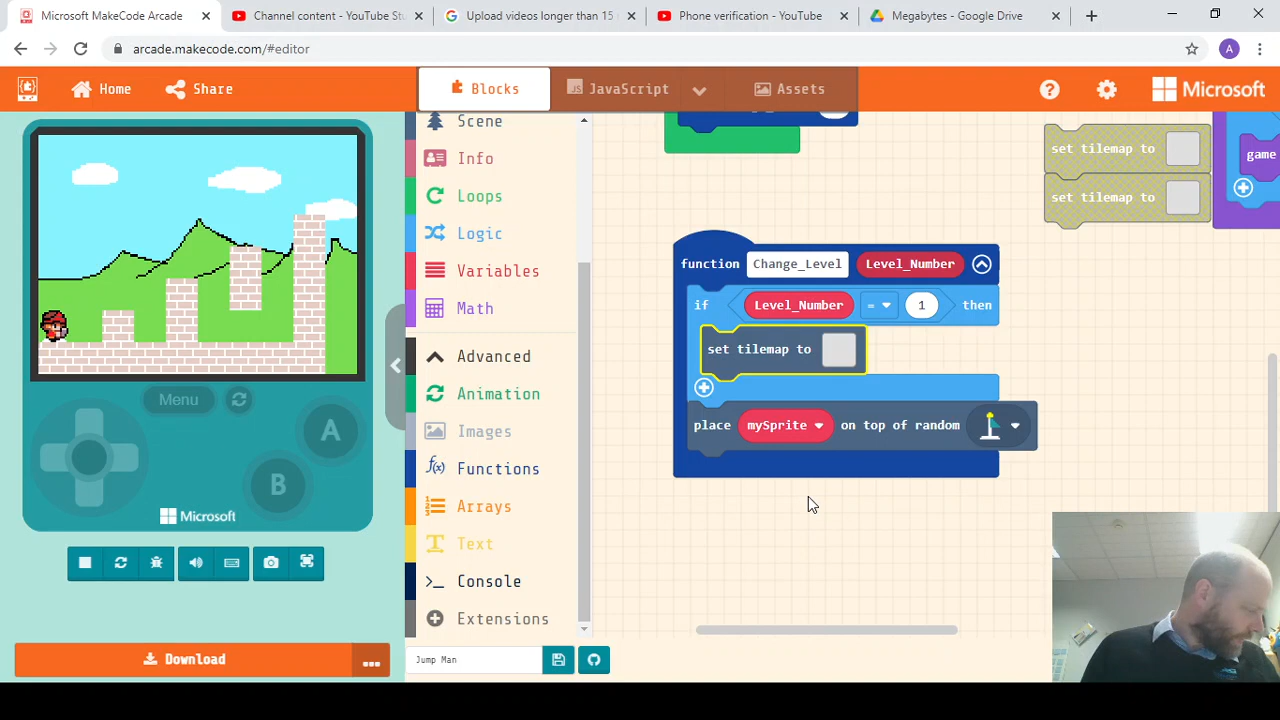 Microsoft MakeCode Arcade
Channel content - YouTube Stu
Upload videos longer than 15 m
Phone verification - YouTube
Megabytes - Google Drive
arcade.makecode.com/#editor
A
Home
Share
Blocks
JavaScript
Assets
Microsoft
Scene
Info
Loops
Logic
Variables
Math
Advanced
Animation
Images
Functions
Arrays
Text
Console
Extensions
Menu
A
B
Microsoft
Download
...
Jump Man
set tilemap to
set tilemap to
game
function Change_Level Level_Number
if Level_Number = 1 then
set tilemap to
place mySprite on top of random